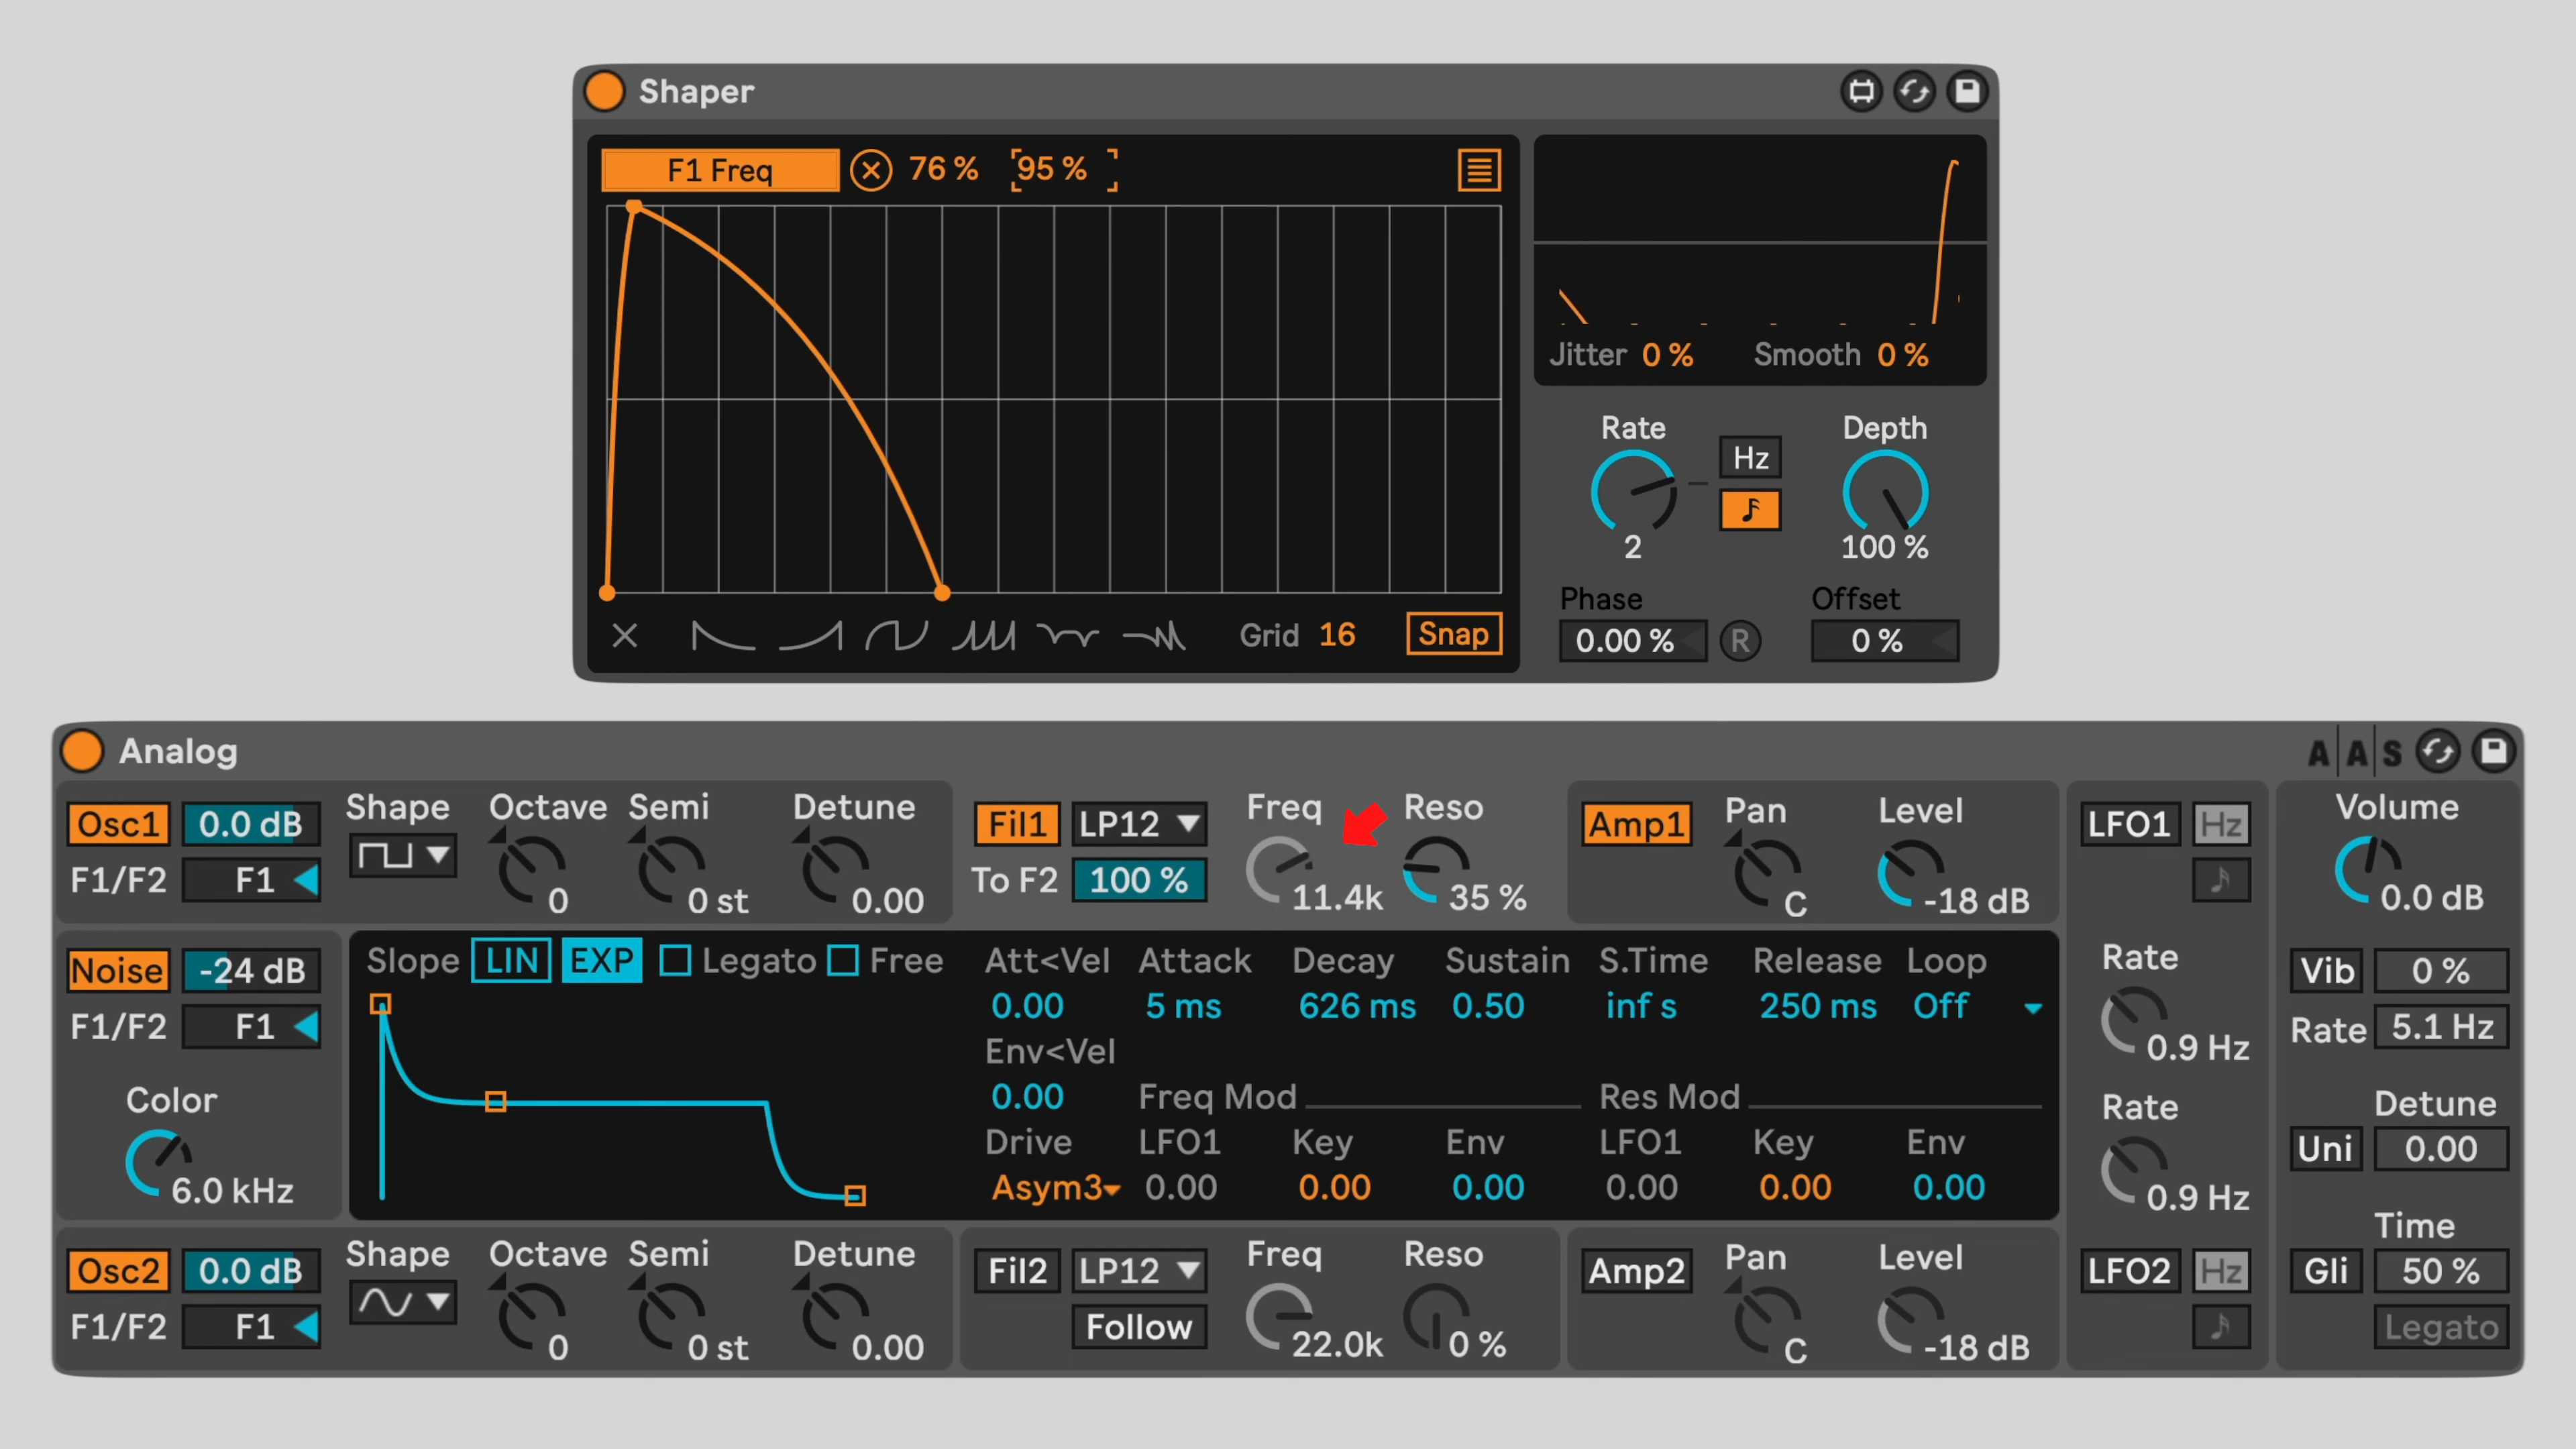 Shaper
F1 Freq 76 % 95 %
Jitter 0 % Smooth 0 %
Rate Depth
Hz
2 100 %
Phase Offset
0.00 % R 0 %
Grid 16 Snap
Analog A A S
Osc1 0.0 dB Shape Octave Semi Detune Fil1 LP12 Freq Reso Amp1 Pan Level LFO1 Hz Volume
F1/F2 F1 0 0 st 0.00 To F2 100 % 11.4k 35 % C -18 dB 0.0 dB
Noise -24 dB Slope LIN EXP Legato Free Att<Vel Attack Decay Sustain S.Time Release Loop Rate Vib 0 %
0.00 5 ms 626 ms 0.50 inf s 250 ms Off
F1/F2 F1 Env<Vel 0.9 Hz Rate 5.1 Hz
Color 0.00 Freq Mod Res Mod Rate Detune
Drive LFO1 Key Env LFO1 Key Env Uni 0.00
6.0 kHz Asym3 0.00 0.00 0.00 0.00 0.00 0.00 0.9 Hz
Time
Osc2 0.0 dB Shape Octave Semi Detune Fil2 LP12 Freq Reso Amp2 Pan Level LFO2 Hz Gli 50 %
F1/F2 F1 0 0 st 0.00 Follow 22.0k 0 % C -18 dB Legato